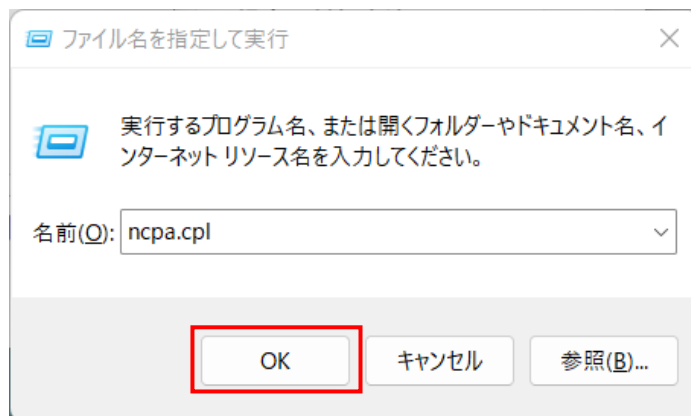 ファイル名を指定して実行
実行するプログラム名、または開くフォルダーやドキュメント名、イ
ンターネット リソース名を入力してください。
名前(O): ncpa.cpl
OK キャンセル 参照(B)...